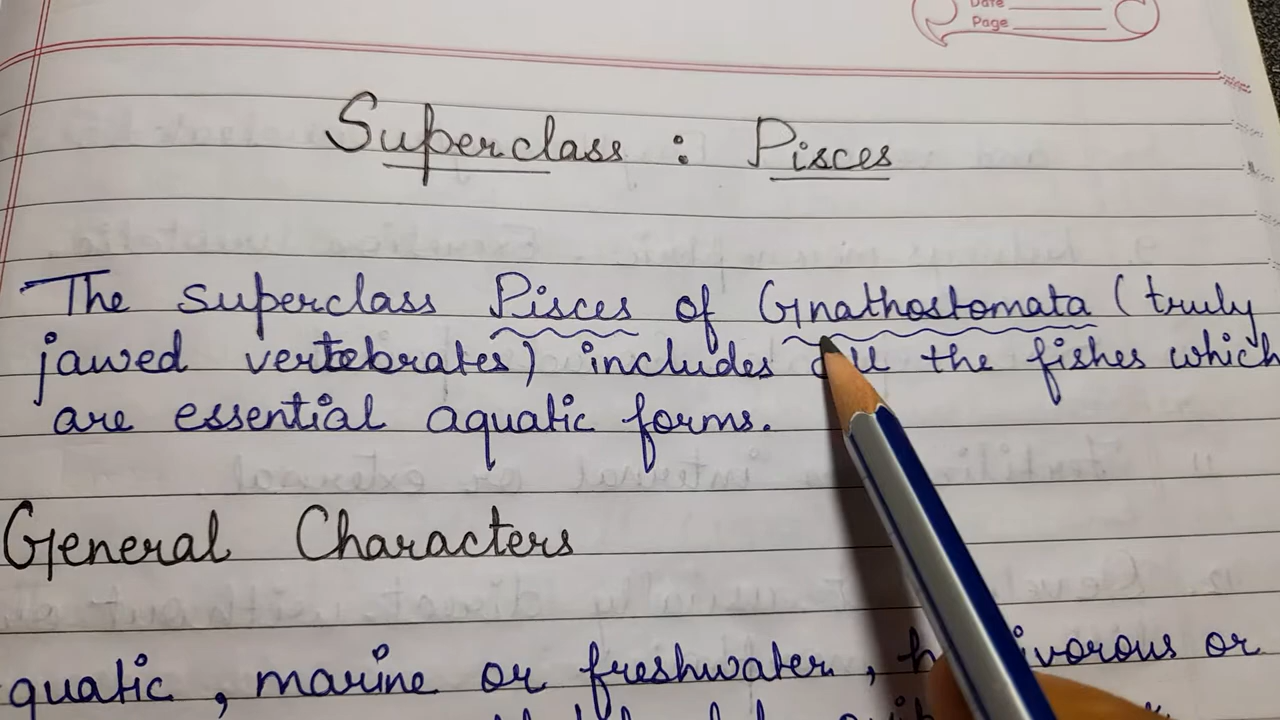 Date
Page
Superclass : Pisces
The superclass Pisces of Gnathostomata (truly
jawed vertebrates) includes all the fishes which
are essential aquatic forms.
General Characters
quatic, marine or freshwater, or